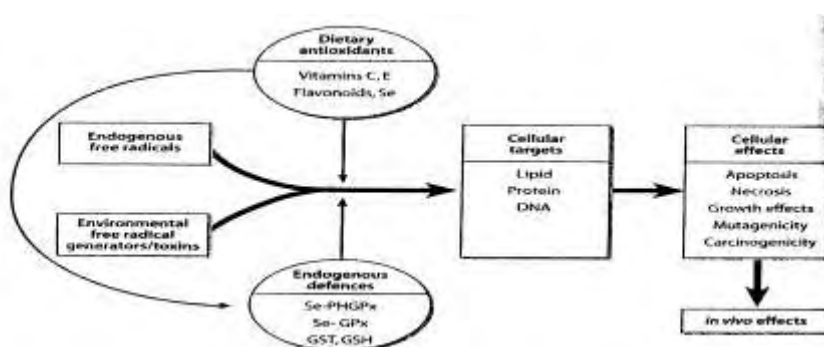 Dietary
antioxidants
Vitamins C, E
Flavonoids, Se
Endogenous
free radicals
Environmental
free radical
generators/toxins
Endogenous
defences
Se-PHGPx
Se- GPx
GST, GSH
Cellular
targets
Lipid
Protein
DNA
Cellular
effects
Apoptosis
Necrosis
Growth effects
Mutagenicity
Carcinogenicity
in vivo effects